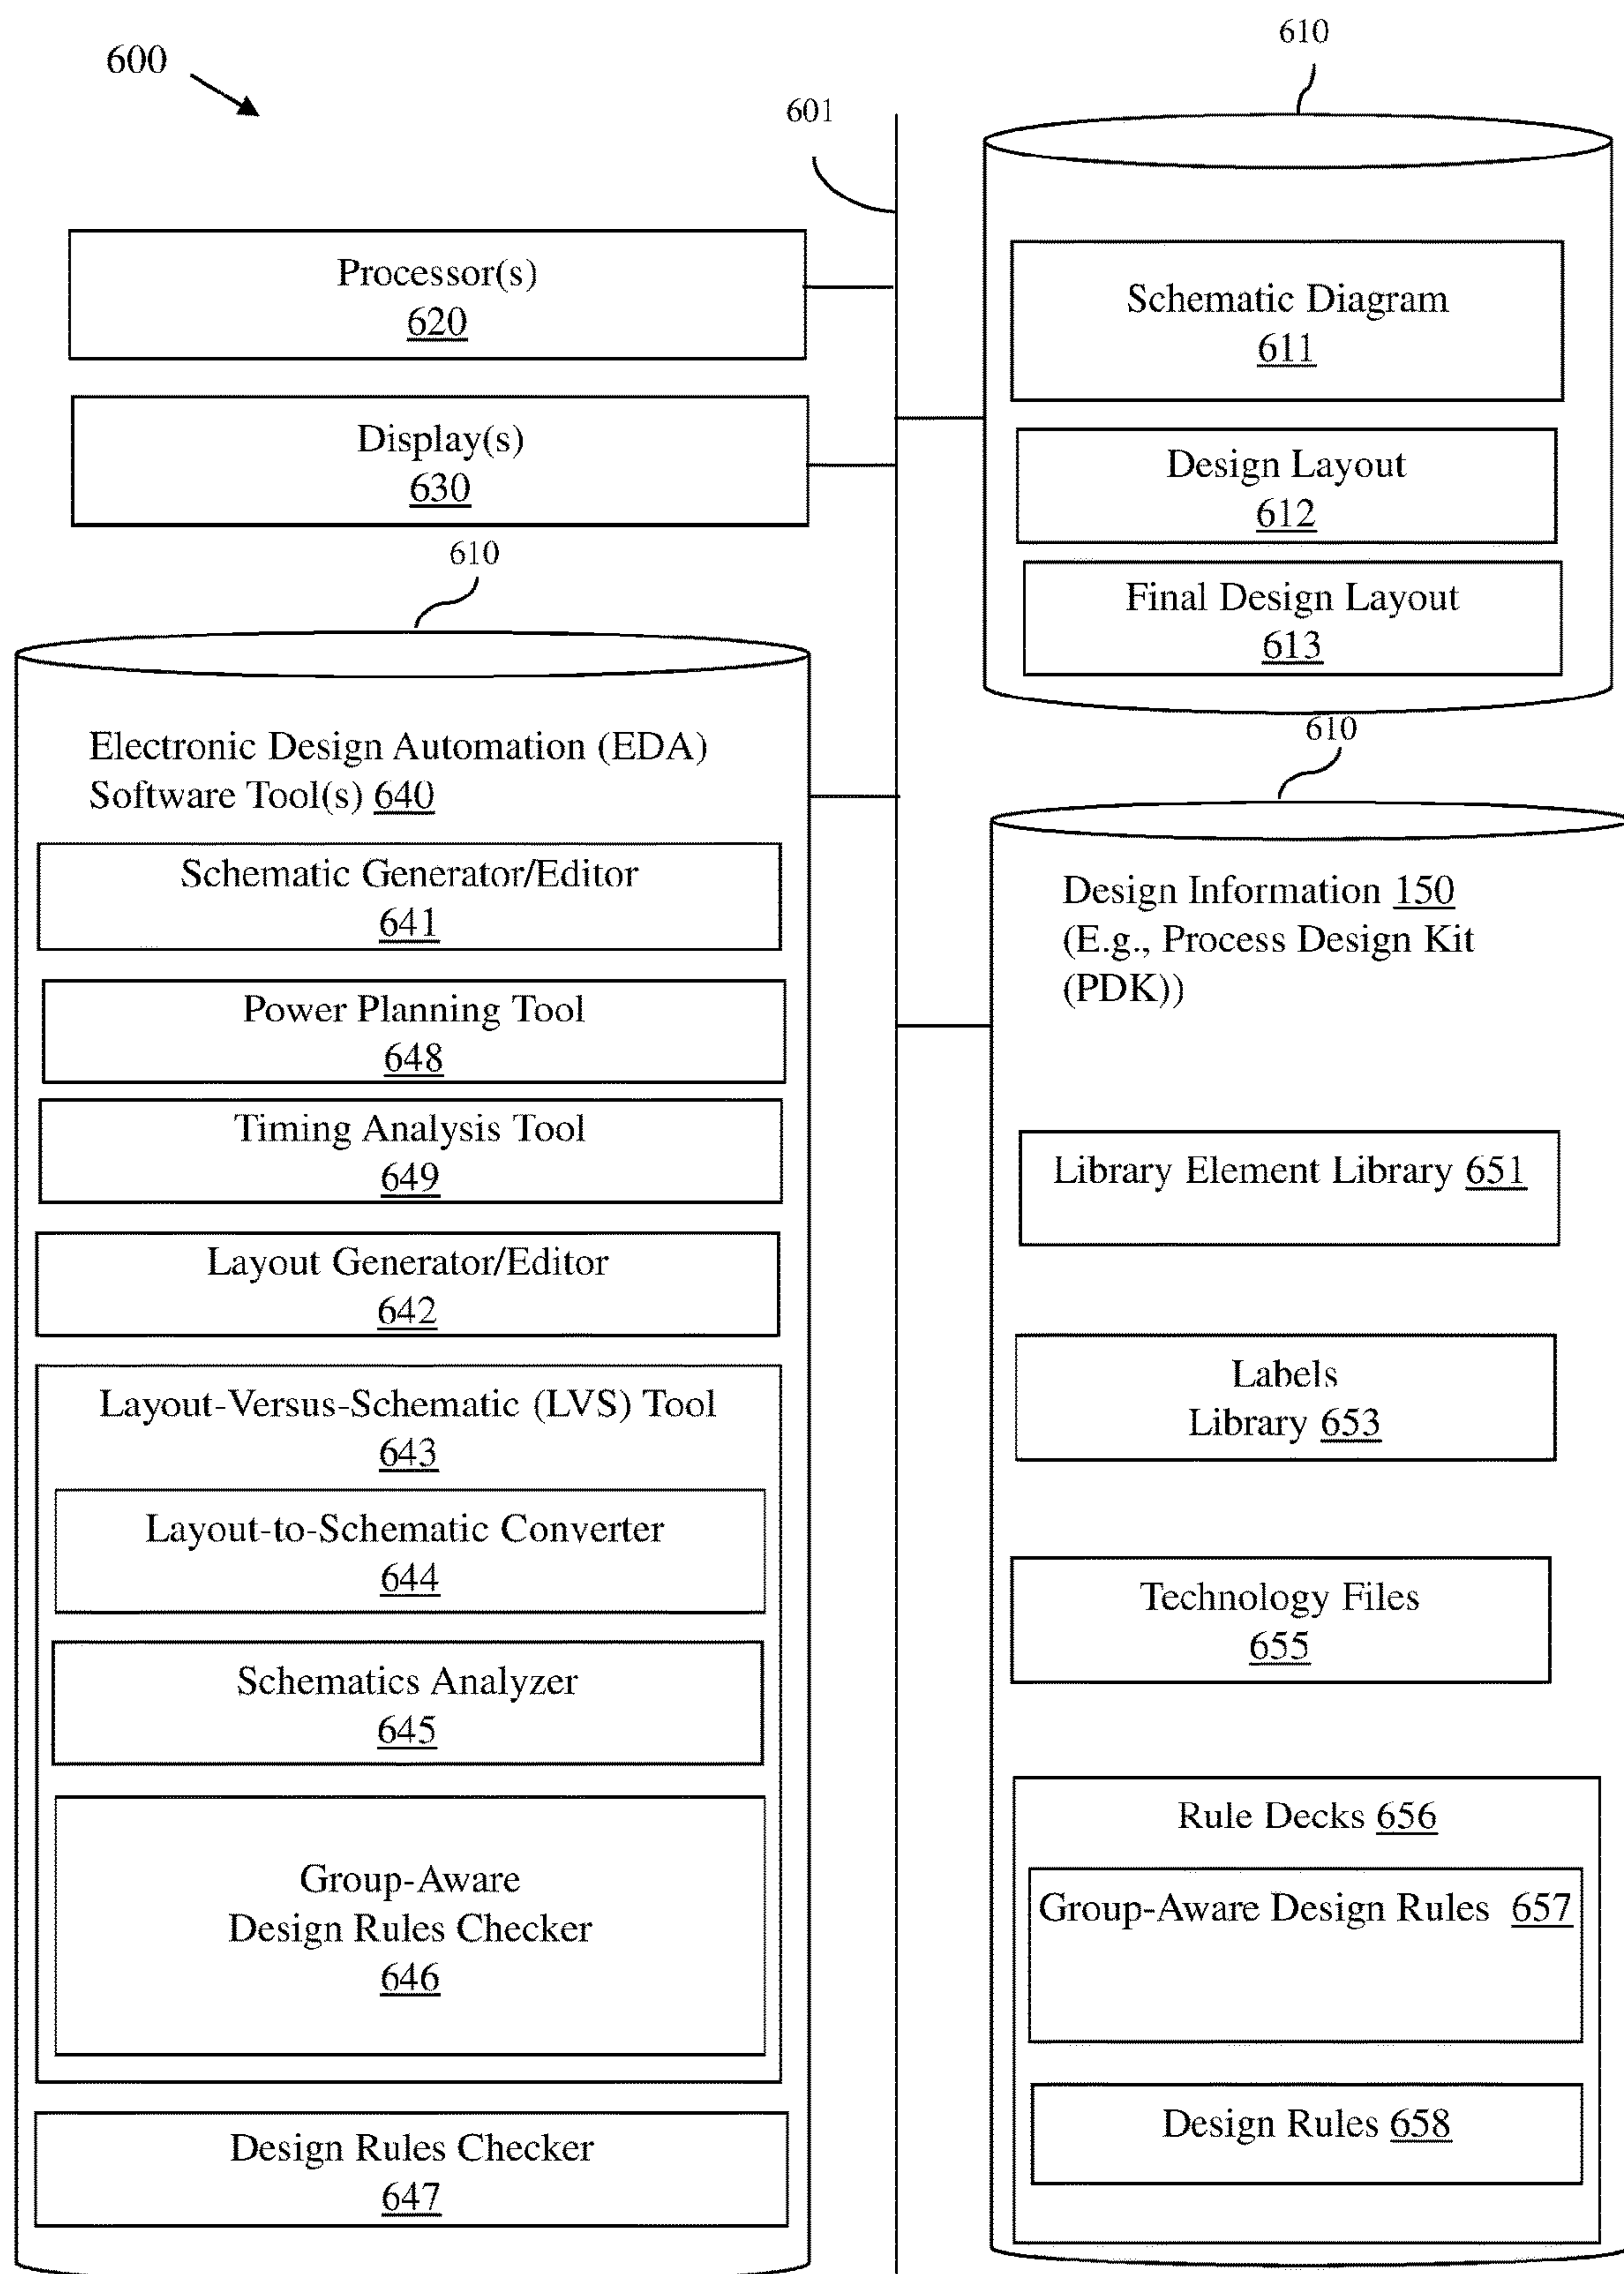 600
601
610
Processor(s)
620
Display(s)
630
Schematic Diagram
611
Design Layout
612
Final Design Layout
613
610
Electronic Design Automation (EDA)
Software Tool(s) 640
Schematic Generator/Editor
641
Power Planning Tool
648
Timing Analysis Tool
649
Layout Generator/Editor
642
Layout-Versus-Schematic (LVS) Tool
643
Layout-to-Schematic Converter
644
Schematics Analyzer
645
Group-Aware
Design Rules Checker
646
Design Rules Checker
647
610
Design Information 150
(E.g., Process Design Kit
(PDK))
Library Element Library 651
Labels
Library 653
Technology Files
655
Rule Decks 656
Group-Aware Design Rules 657
Design Rules 658